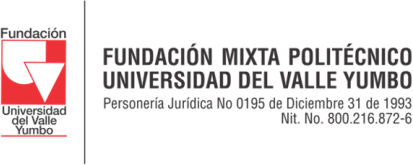 Fundación
Universidad
del Valle
Yumbo
FUNDACIÓN MIXTA POLITÉCNICO
UNIVERSIDAD DEL VALLE YUMBO
Personería Jurídica No 0195 de Diciembre 31 de 1993
Nit. No. 800.216.872-6